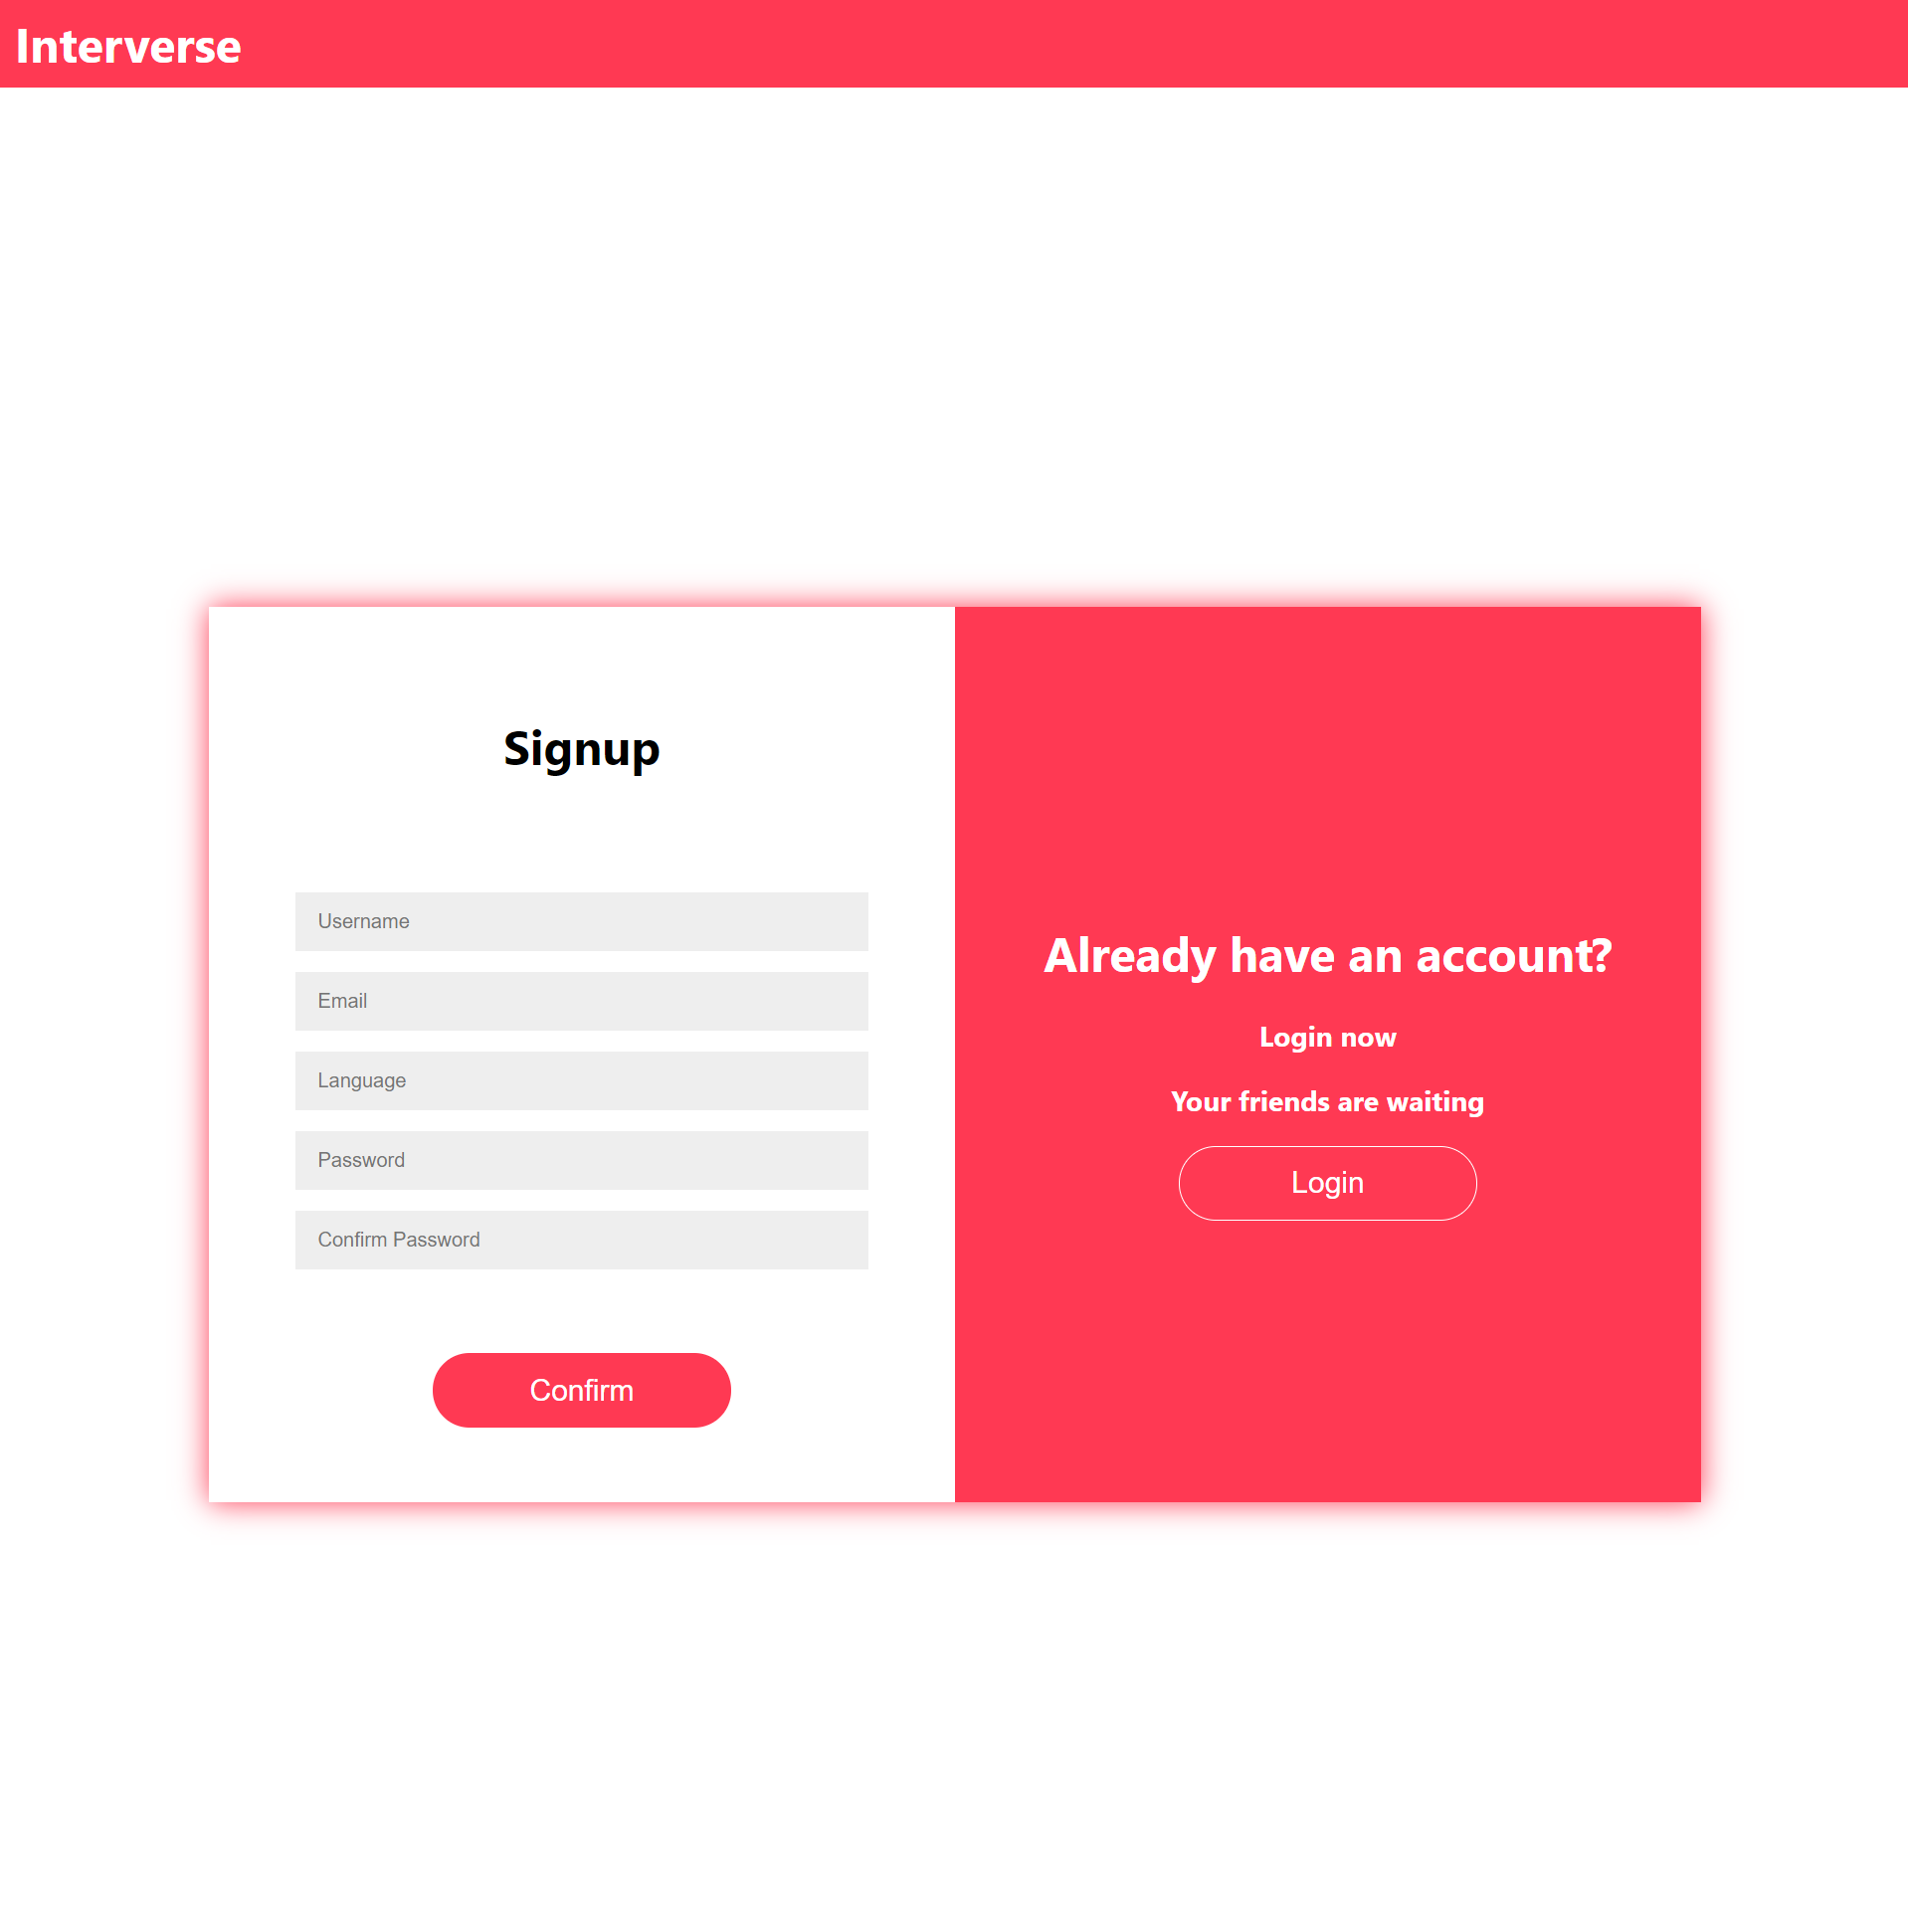 Interverse
Signup
Username
Email
Language
Password
Confirm Password
Confirm
Already have an account?
Login now
Your friends are waiting
Login